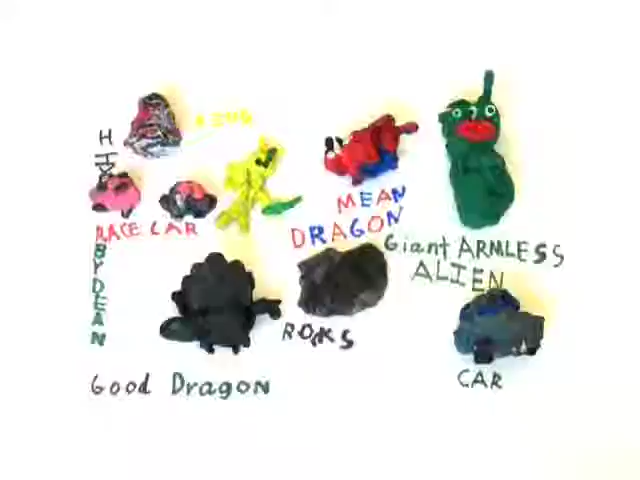 MEAN
DRAGON
RACE CAR
Giant ARMLESS
ALIEN
BY DEAN
ROKS
CAR
Good Dragon